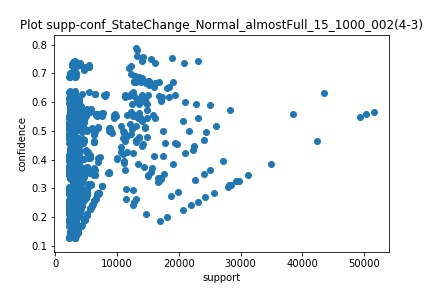 Plot supp-conf_StateChange_Normal_almostFull_15_1000_002(4-3)
0.8
0.7
0.6
0.5
0.4
0.3
0.2
0.1
confidence
0 10000 20000 30000 40000 50000
support